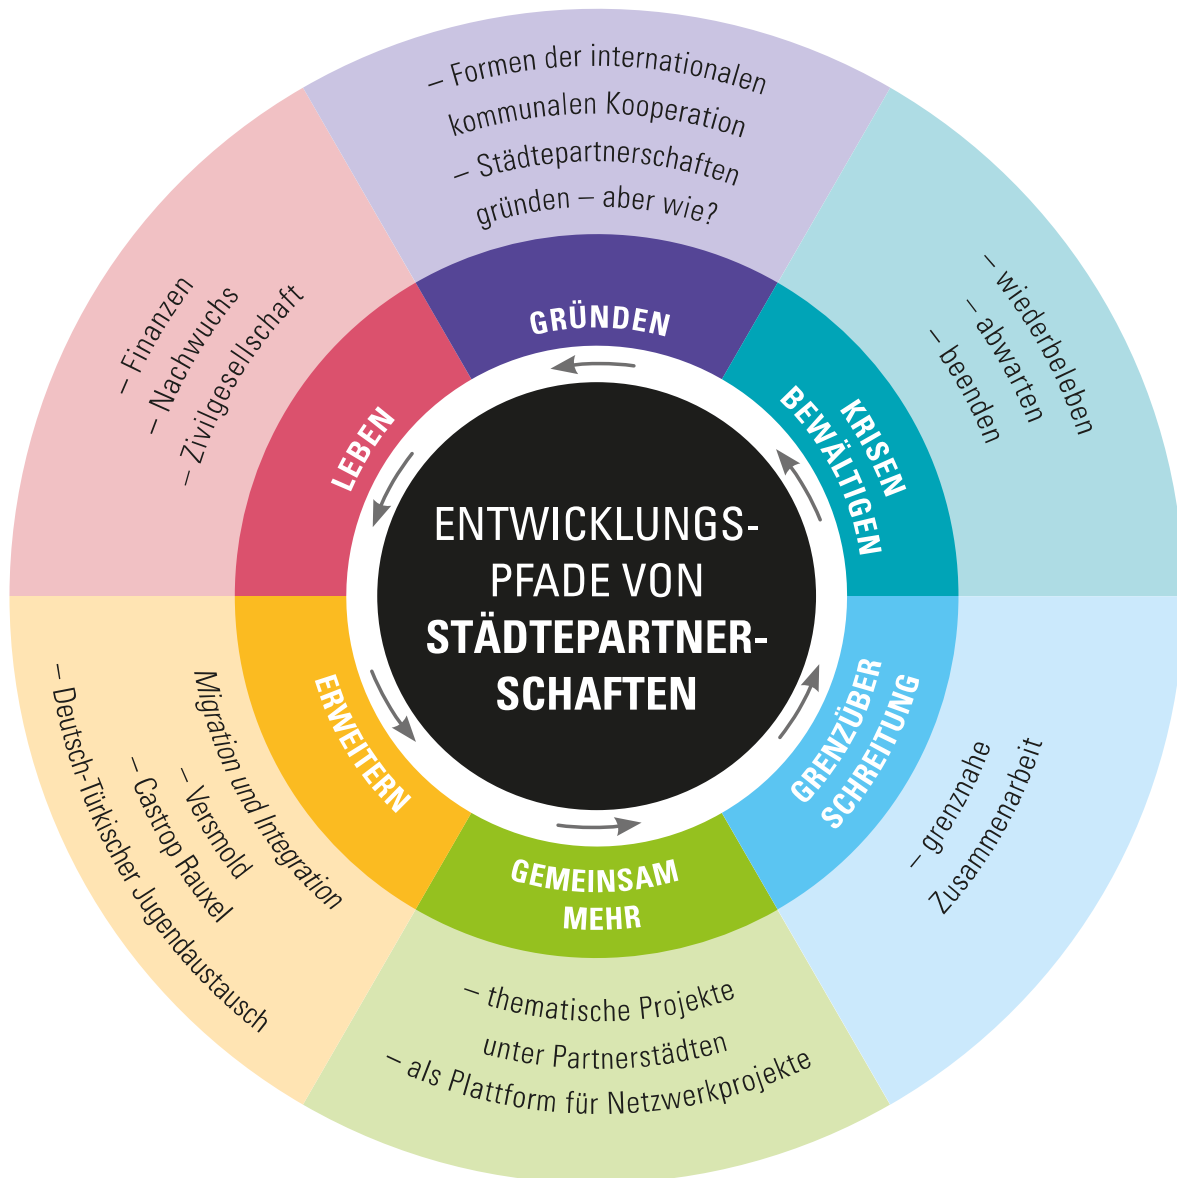 ENTWICKLUNGS-
PFADE VON
STÄDTEPARTNER-
SCHAFTEN
GRÜNDEN
– Formen der internationalen
kommunalen Kooperation
– Städtepartnerschaften
gründen – aber wie?
LEBEN
– Finanzen
– Nachwuchs
– Zivilgesellschaft
ERWEITERN
Migration und Integration
– Versmold
– Castrop Rauxel
– Deutsch-Türkischer Jugendaustausch
GEMEINSAM
MEHR
– thematische Projekte
unter Partnerstädten
– als Plattform für Netzwerkprojekte
GRENZÜBER
SCHREITUNG
– grenznahe
Zusammenarbeit
KRISEN
BEWÄLTIGEN
– wiederbeleben
– abwarten
– beenden